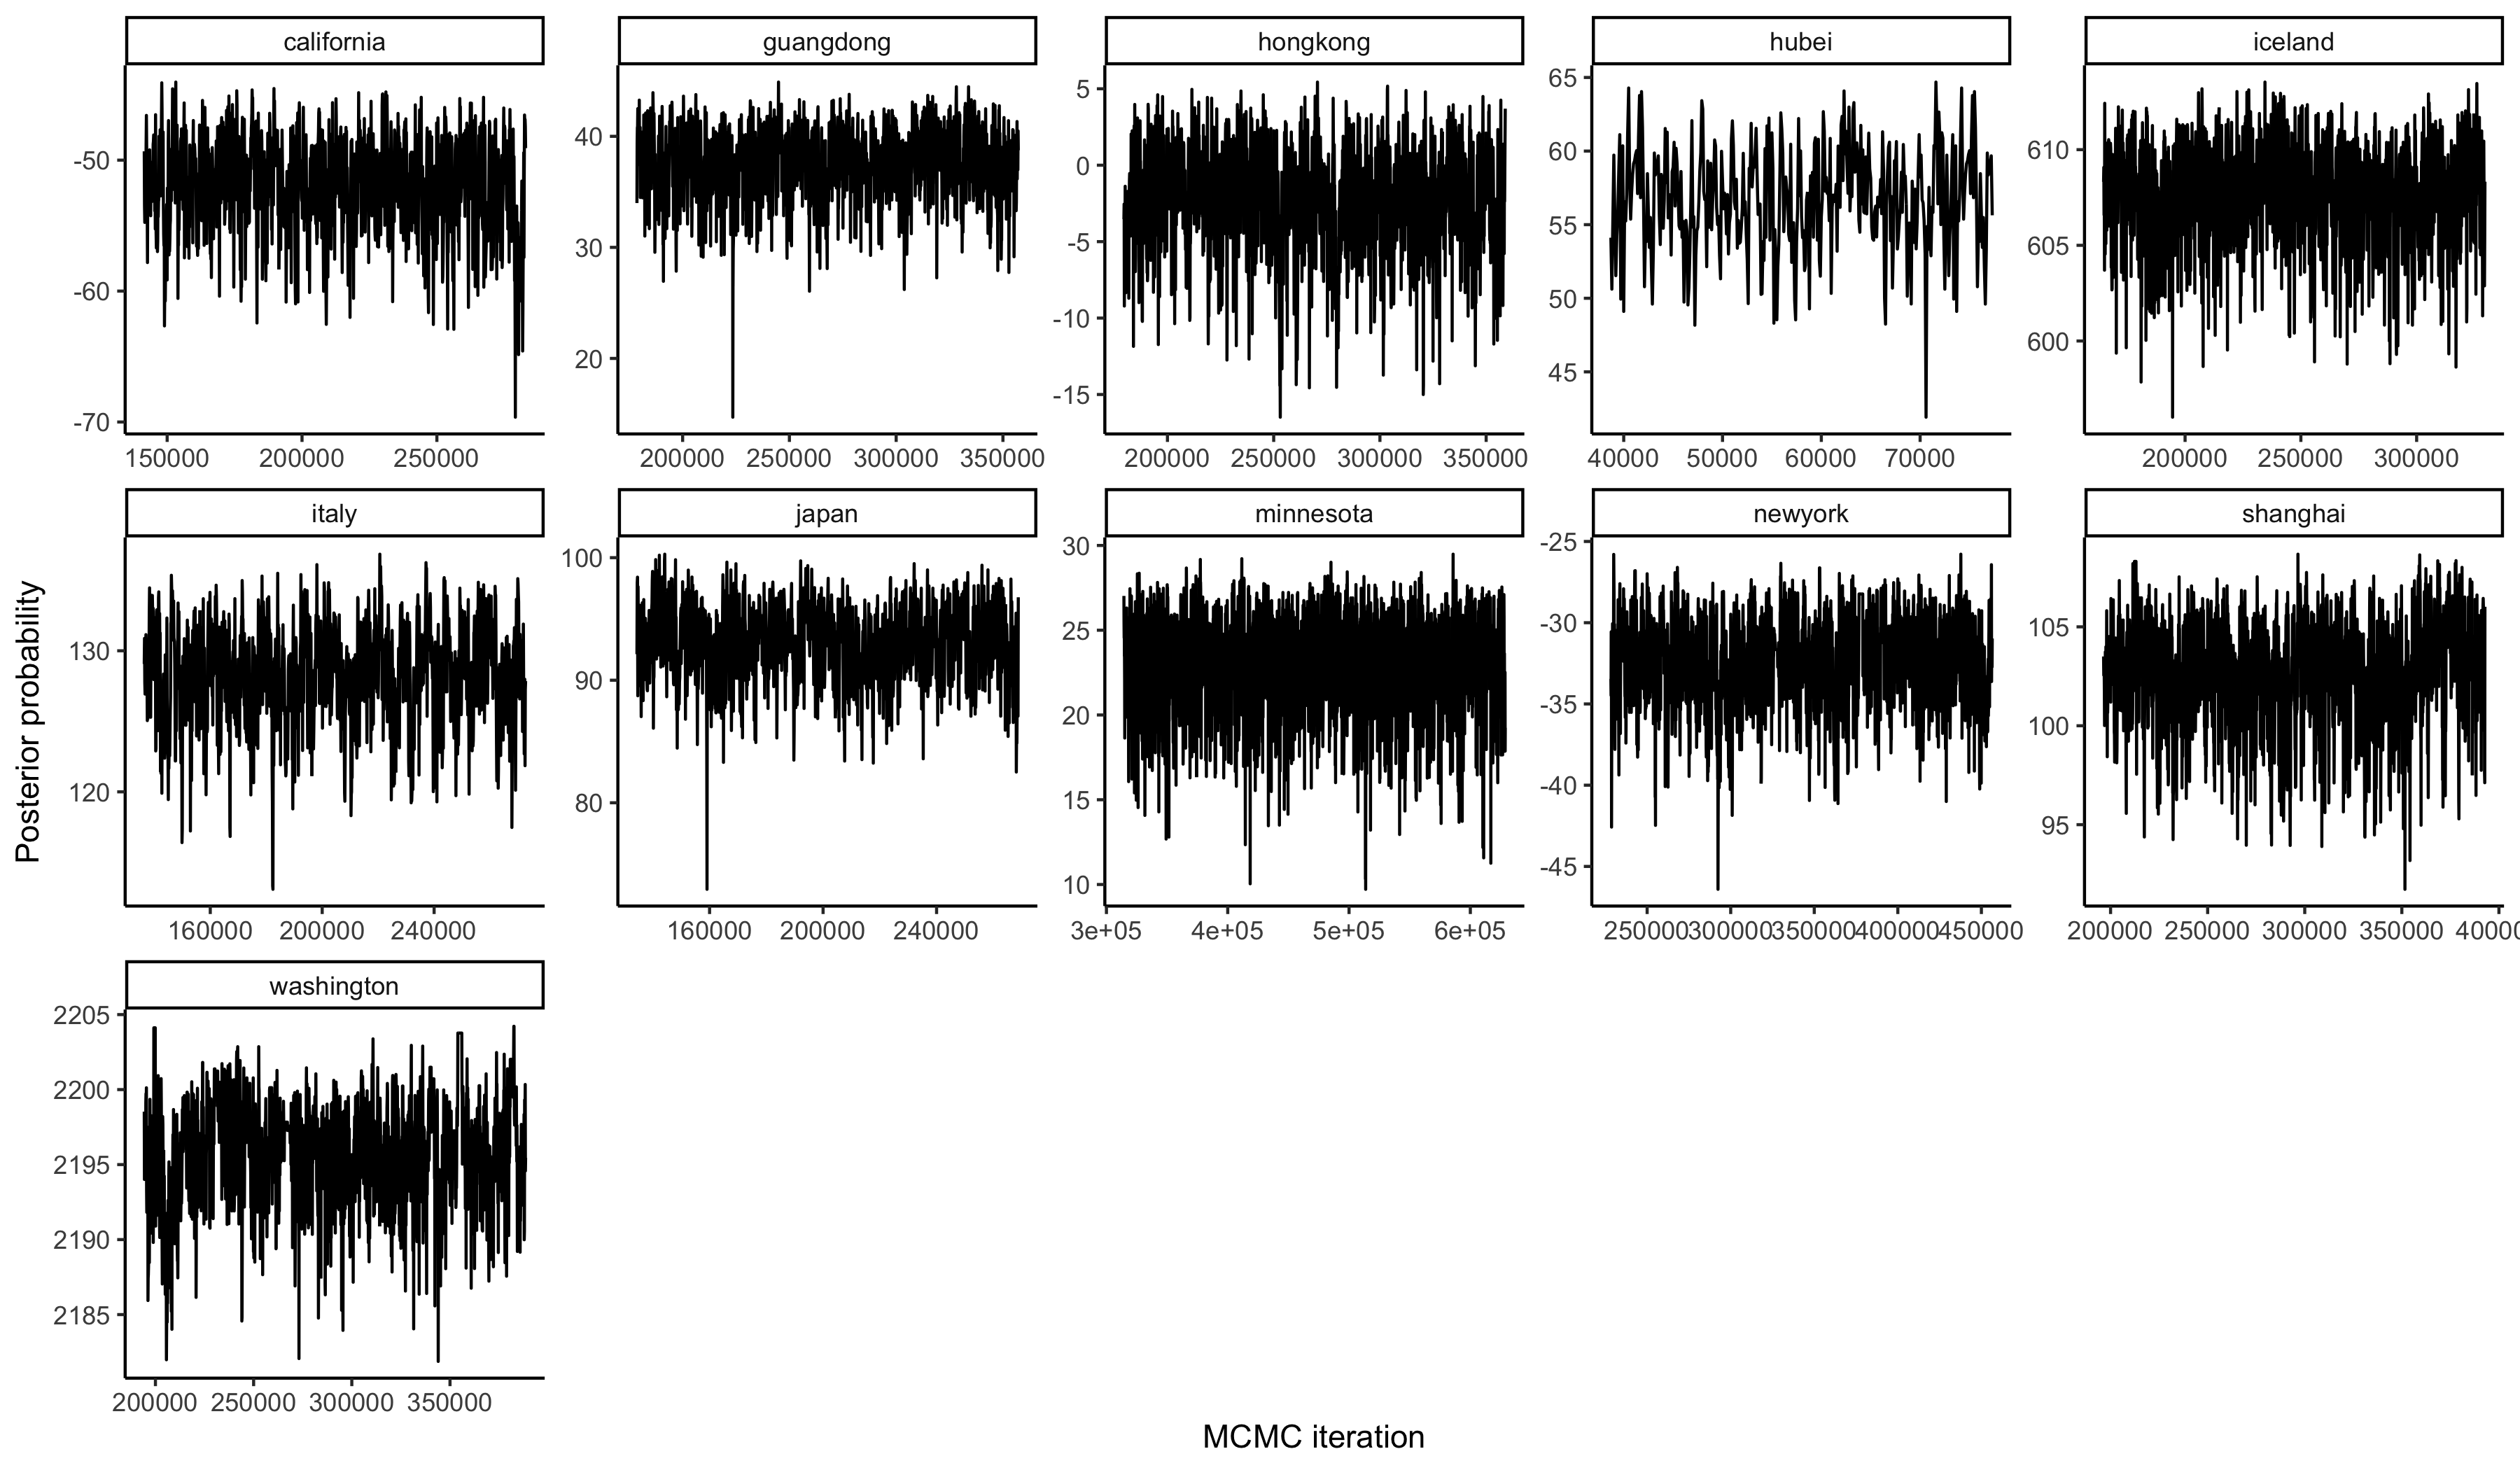 california guangdong hongkong hubei iceland
-50 -60 -70
40 30 20
5 0 -5 -10 -15
65 60 55 50 45
610 605 600
150000 200000 250000
200000 250000 300000 350000
200000 250000 300000 350000
40000 50000 60000 70000
200000 250000 300000
italy japan minnesota newyork shanghai
130 120
100 90 80
30 25 20 15 10
-25 -30 -35 -40 -45
105 100 95
160000 200000 240000
160000 200000 240000
3e+05 4e+05 5e+05 6e+05
250000 300000 350000 400000 450000
200000 250000 300000 350000
washington
2205 2200 2195 2190 2185
200000 250000 300000 350000
Posterior probability
MCMC iteration